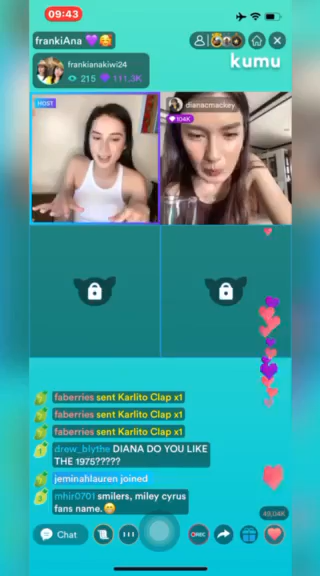 09:43
frankiAna 💜🥰
kumu
frankianakiwi24
215 111.3K
HOST
dianacmackey
104K
faberries sent Karlito Clap x1
faberries sent Karlito Clap x1
faberries sent Karlito Clap x1
drew_blythe DIANA DO YOU LIKE
THE 1975?????
jeminahlauren joined
mhir0701 smilers, miley cyrus
fans name.😁
49.04K
Chat
REC